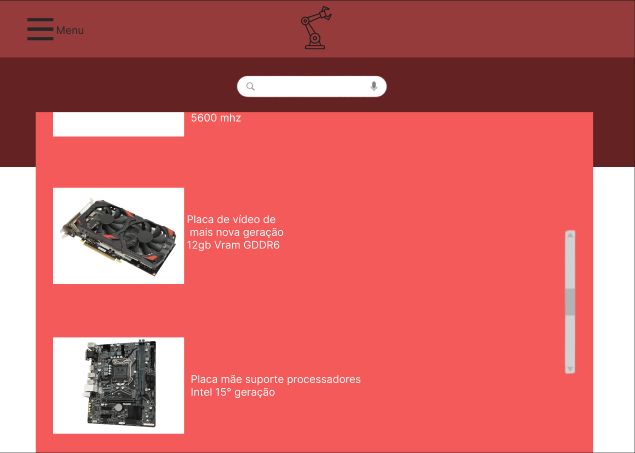 Menu
5600 mhz
Placa de vídeo de
mais nova geração
12gb Vram GDDR6
Placa mãe suporte processadores
Intel 15° geração